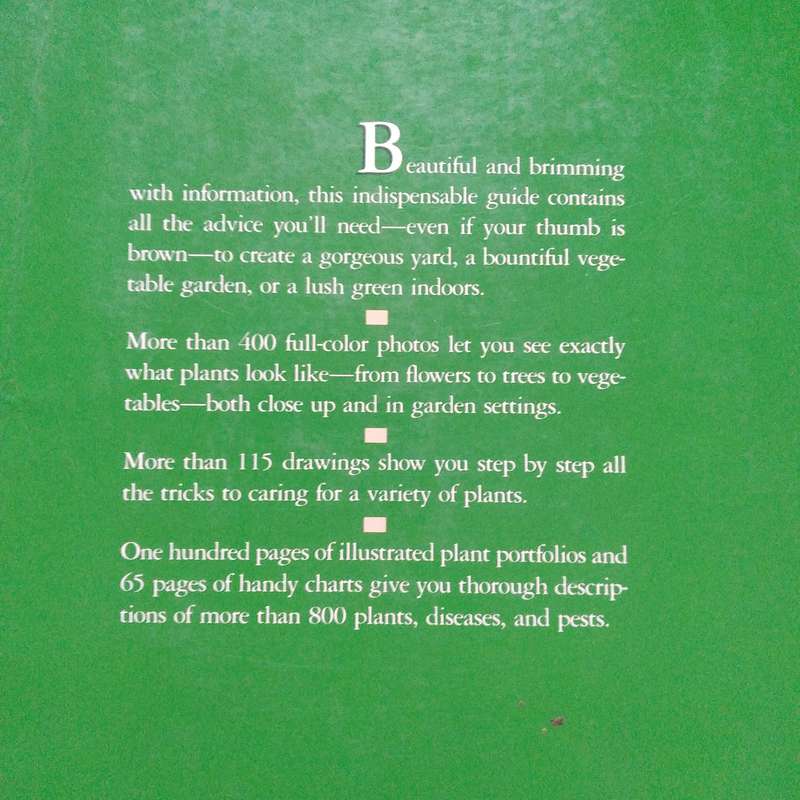 Beautiful and brimming
with information, this indispensable guide contains
all the advice you'll need—even if your thumb is
brown—to create a gorgeous yard, a bountiful vege-
table garden, or a lush green indoors.
More than 400 full-color photos let you see exactly
what plants look like—from flowers to trees to vege-
tables—both close up and in garden settings.
More than 115 drawings show you step by step all
the tricks to caring for a variety of plants.
One hundred pages of illustrated plant portfolios and
65 pages of handy charts give you thorough descrip-
tions of more than 800 plants, diseases, and pests.